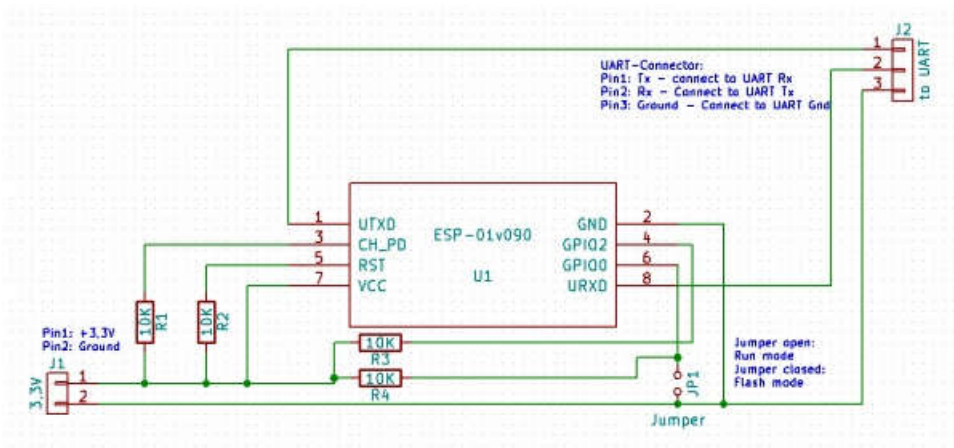 J2
1
2
3
to UART
UART-Connector:
Pin1: Tx - connect to UART Rx
Pin2: Rx - Connect to UART Tx
Pin3: Ground - Connect to UART Gnd
1
3
5
7
UTXD
CH_PD
RST
VCC
ESP-01v090
U1
GND
GPIO2
GPIO0
URXD
2
4
6
8
10K
R1
10K
R2
10K
R3
10K
R4
Pin1: +3,3V
Pin2: Ground
J1
1
2
3,3V
JP1
Jumper
Jumper open:
Run mode
Jumper closed:
Flash mode